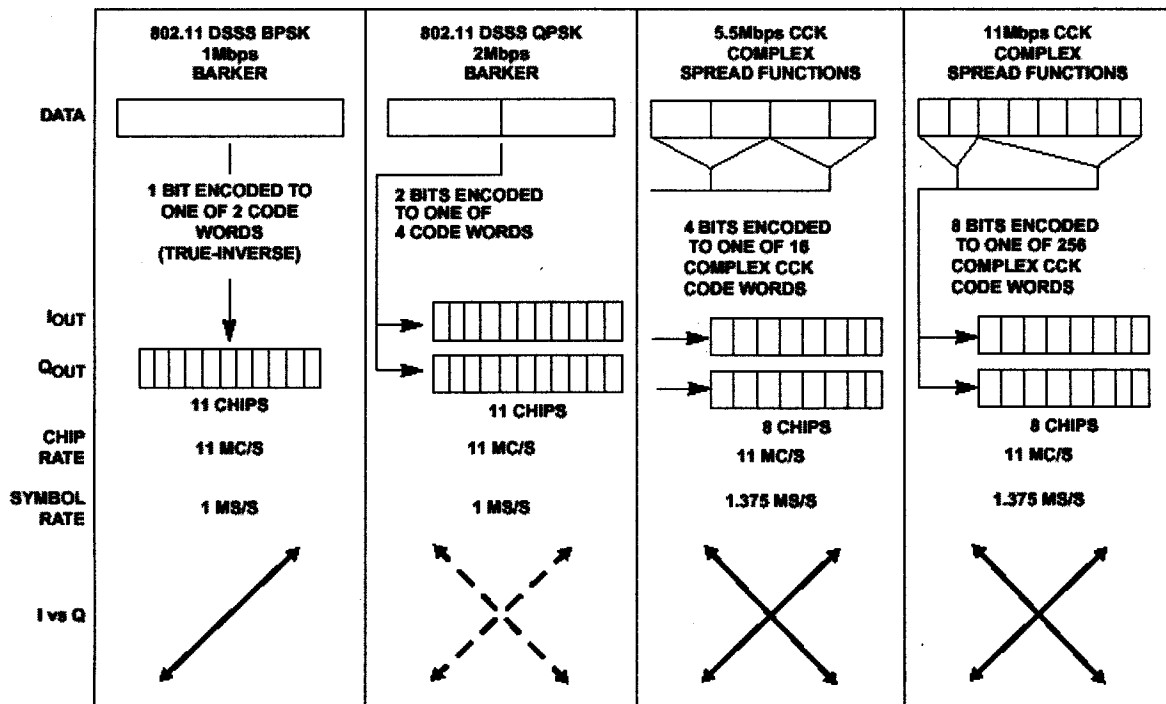 802.11 DSSS BPSK
1Mbps
BARKER
802.11 DSSS QPSK
2Mbps
BARKER
5.5Mbps CCK
COMPLEX
SPREAD FUNCTIONS
11Mbps CCK
COMPLEX
SPREAD FUNCTIONS
DATA
1 BIT ENCODED TO
ONE OF 2 CODE
WORDS
(TRUE-INVERSE)
2 BITS ENCODED
TO ONE OF
4 CODE WORDS
4 BITS ENCODED
TO ONE OF 16
COMPLEX CCK
CODE WORDS
8 BITS ENCODED
TO ONE OF 256
COMPLEX CCK
CODE WORDS
IOUT
QOUT
11 CHIPS
11 CHIPS
8 CHIPS
8 CHIPS
CHIP
RATE
11 MC/S
11 MC/S
11 MC/S
11 MC/S
SYMBOL
RATE
1 MS/S
1 MS/S
1.375 MS/S
1.375 MS/S
I vs Q